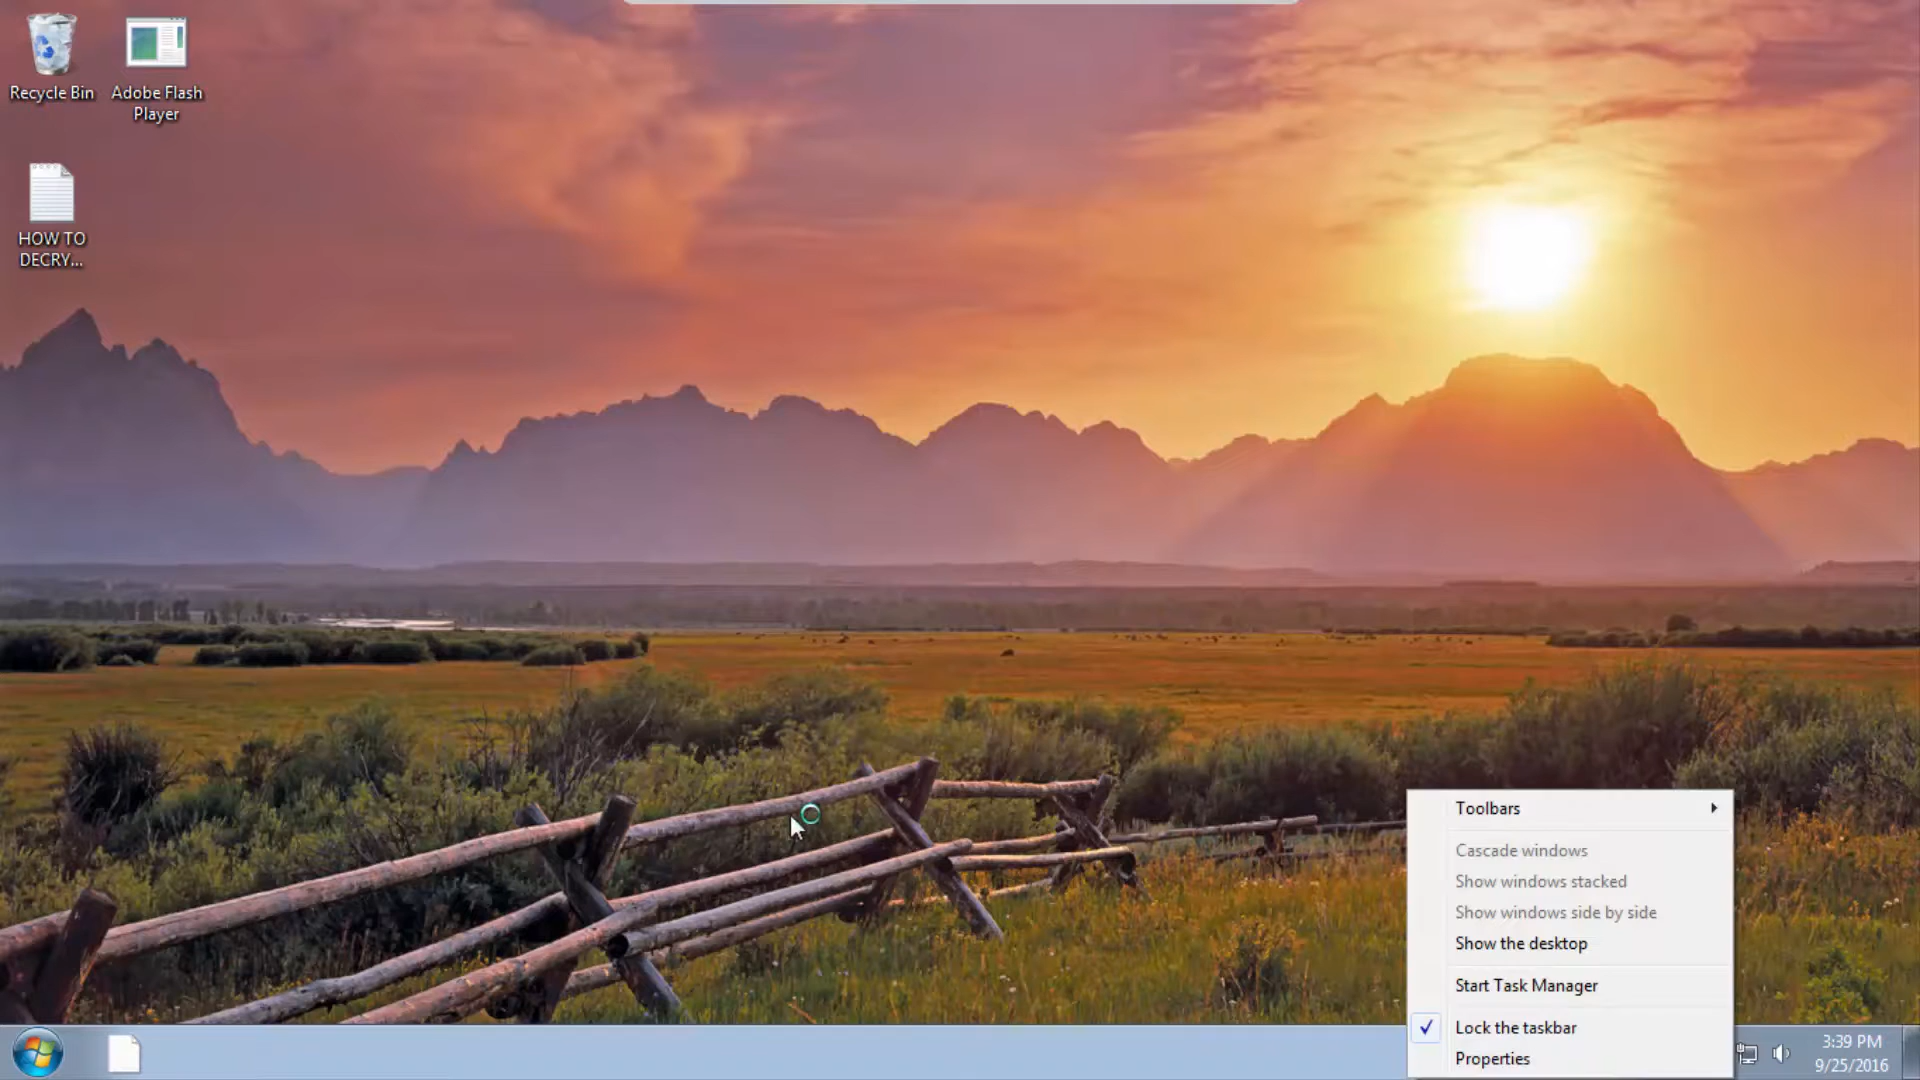 Recycle Bin
Adobe Flash
Player
HOW TO
DECRY...
Toolbars
Cascade windows
Show windows stacked
Show windows side by side
Show the desktop
Start Task Manager
Lock the taskbar
Properties
3:39 PM
9/25/2016